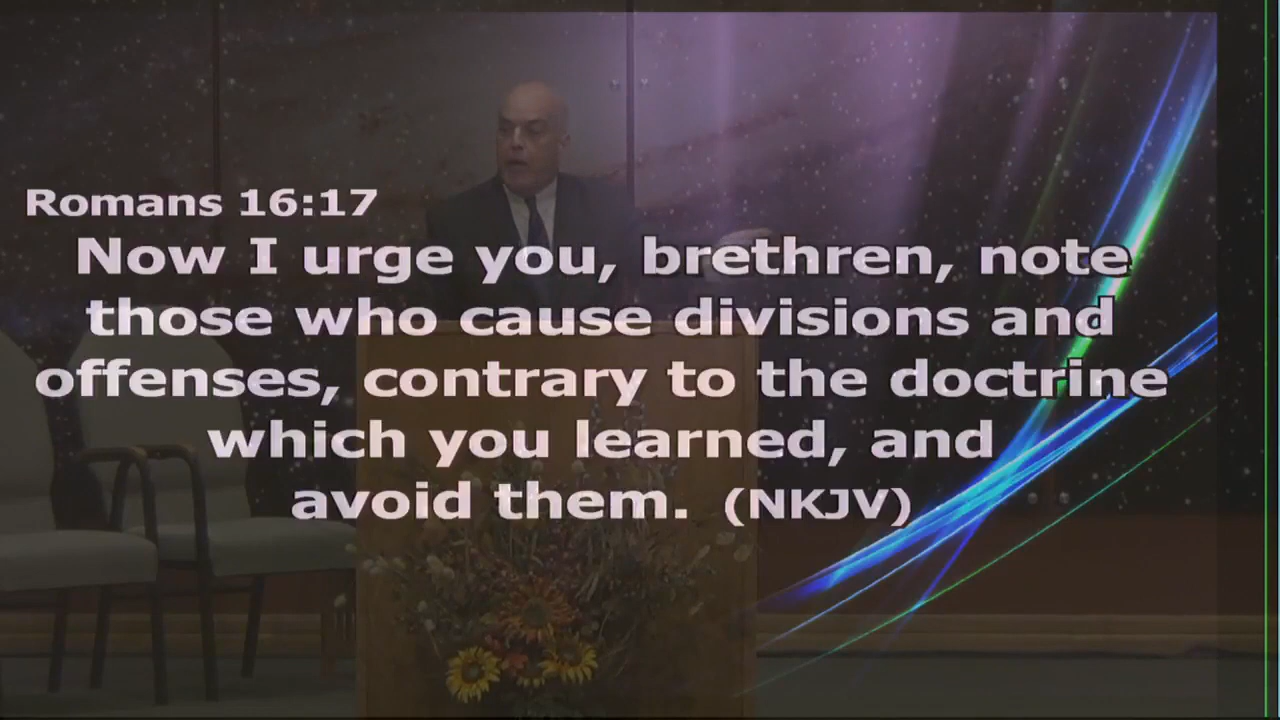 Romans 16:17
Now I urge you, brethren, note
those who cause divisions and
offenses, contrary to the doctrine
which you learned, and
avoid them. (NKJV)